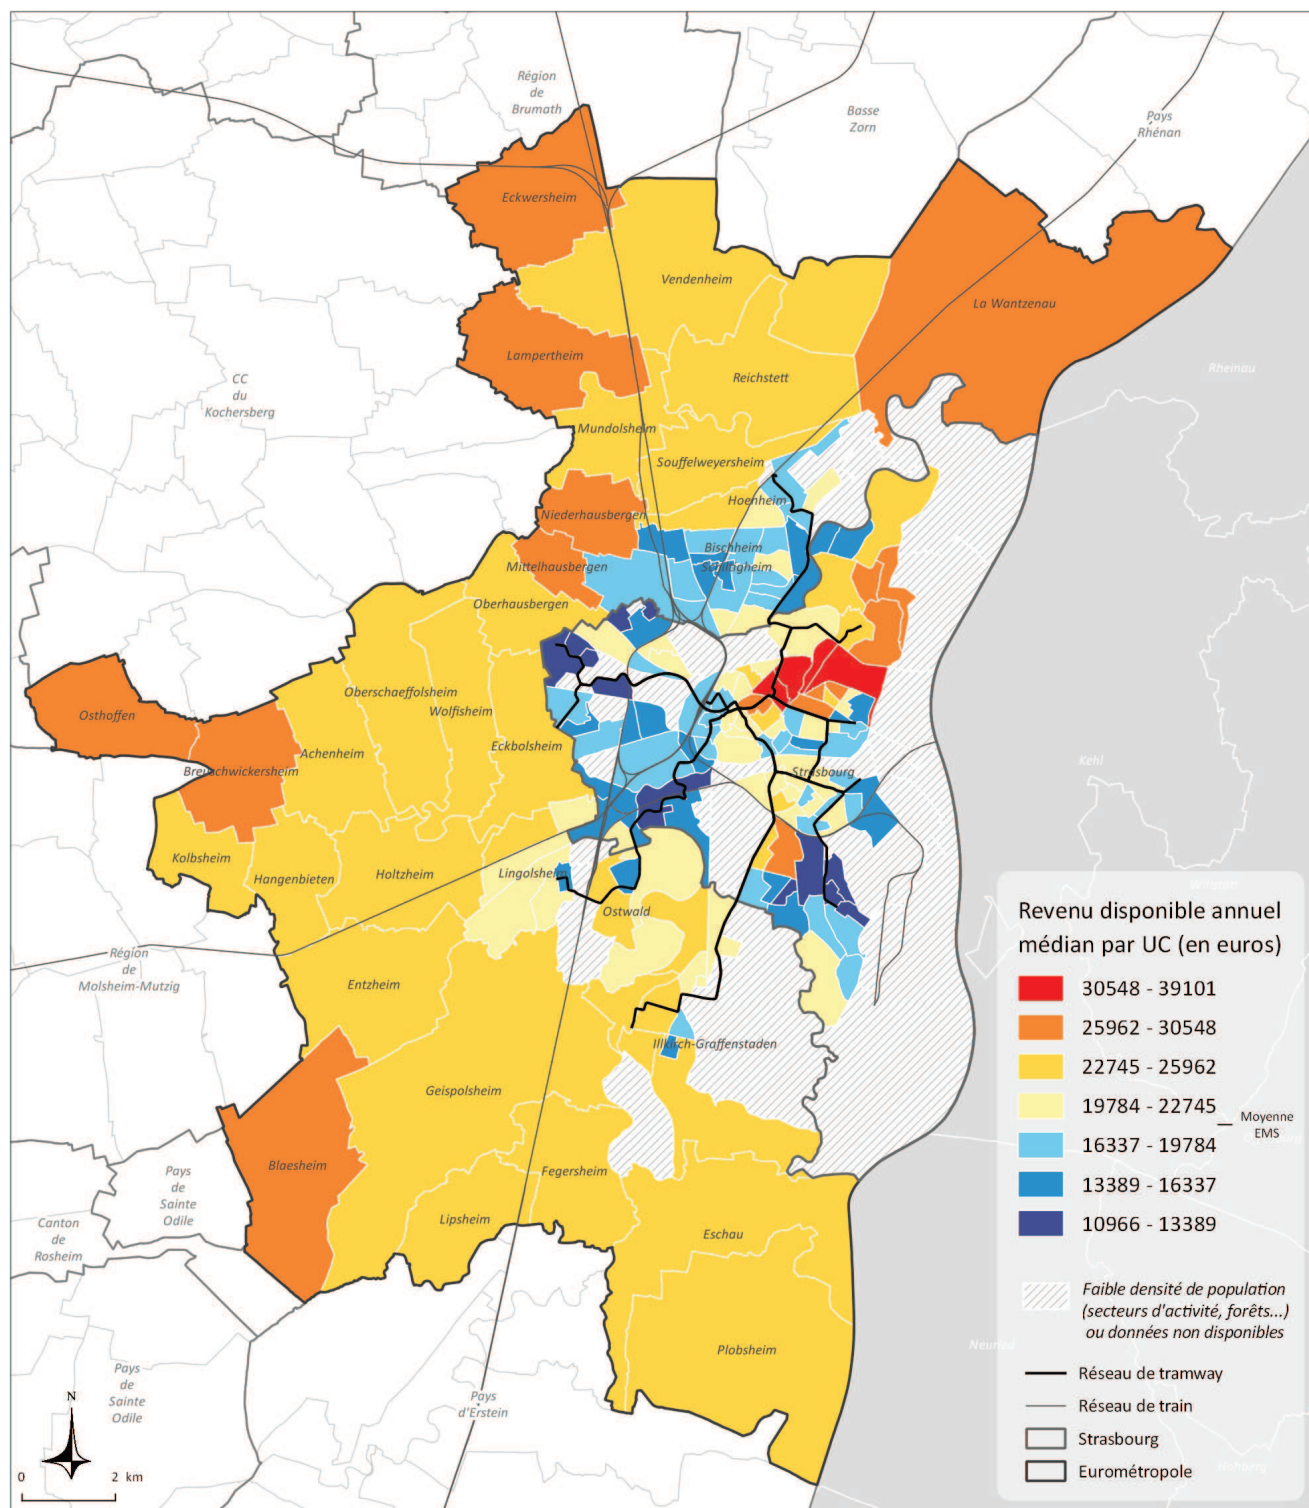 Région
de
Brumath
Basse
Zorn
Pays
Rhénan
Eckwersheim
Vendenheim
La Wantzenau
Lampertheim
Reichstett
Rheinau
CC
du
Kochersberg
Mundolsheim
Souffelweyersheim
Hoenheim
Niederhausbergen
Bischheim
Mittelhausbergen
Schiltigheim
Oberhausbergen
Oberschaeffolsheim
Wolfisheim
Osthoffen
Achenheim
Eckbolsheim
Breuschwickersheim
Strasbourg
Kehl
Kolbsheim
Hangenbieten
Holtzheim
Lingolsheim
Ostwald
Région
de
Molsheim-Mutzig
Entzheim
Illkirch-Graffenstaden
Geispolsheim
Blaesheim
Fegersheim
Pays
de
Sainte
Odile
Lipsheim
Eschau
Canton
de
Rosheim
Plobsheim
Neuried
Pays
de
Sainte
Odile
Pays
d'Erstein
N
0 2 km
Willstätt
Revenu disponible annuel
médian par UC (en euros)
30548 - 39101
25962 - 30548
22745 - 25962
19784 - 22745
Moyenne
EMS
16337 - 19784
13389 - 16337
10966 - 13389
Faible densité de population
(secteurs d'activité, forêts...)
ou données non disponibles
Réseau de tramway
Réseau de train
Strasbourg
Eurométropole